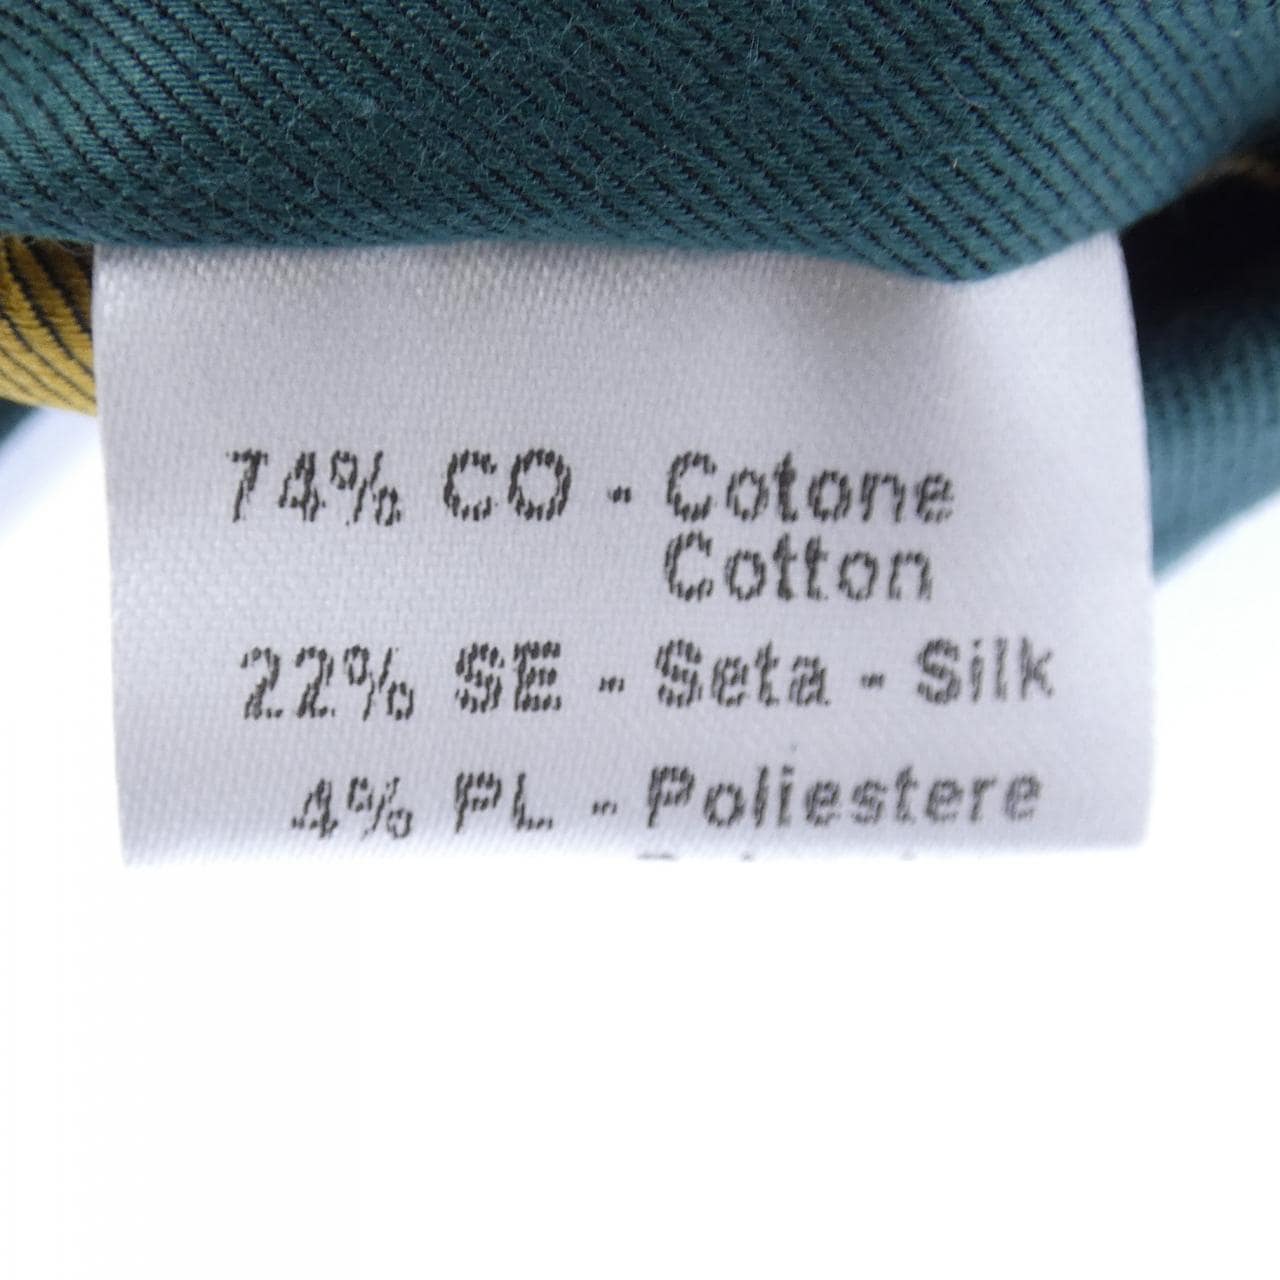 74% CO - Cotone
Cotton
22% SE - Seta - Silk
4% PL - Poliestere